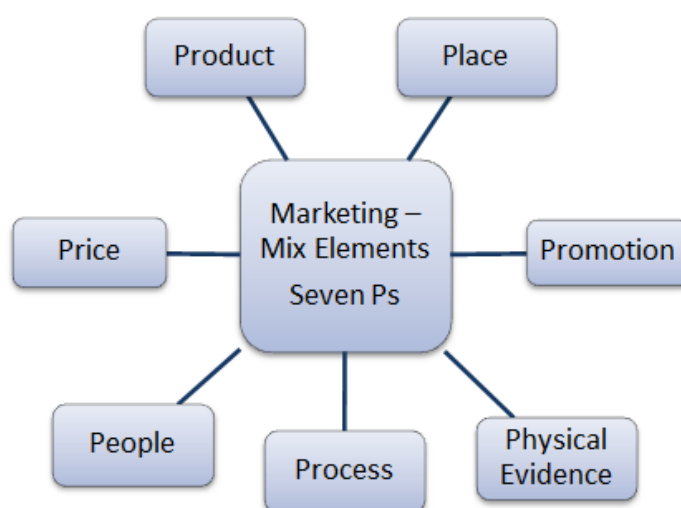 Product
Place
Marketing –
Mix Elements
Seven Ps
Price
Promotion
People
Process
Physical
Evidence